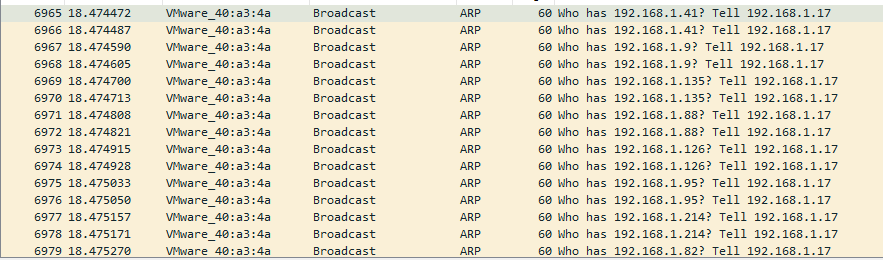 6965 18.474472 VMware_40:a3:4a Broadcast ARP 60 Who has 192.168.1.41? Tell 192.168.1.17
6966 18.474487 VMware_40:a3:4a Broadcast ARP 60 Who has 192.168.1.41? Tell 192.168.1.17
6967 18.474590 VMware_40:a3:4a Broadcast ARP 60 Who has 192.168.1.9? Tell 192.168.1.17
6968 18.474605 VMware_40:a3:4a Broadcast ARP 60 Who has 192.168.1.9? Tell 192.168.1.17
6969 18.474700 VMware_40:a3:4a Broadcast ARP 60 Who has 192.168.1.135? Tell 192.168.1.17
6970 18.474713 VMware_40:a3:4a Broadcast ARP 60 Who has 192.168.1.135? Tell 192.168.1.17
6971 18.474808 VMware_40:a3:4a Broadcast ARP 60 Who has 192.168.1.88? Tell 192.168.1.17
6972 18.474821 VMware_40:a3:4a Broadcast ARP 60 Who has 192.168.1.88? Tell 192.168.1.17
6973 18.474915 VMware_40:a3:4a Broadcast ARP 60 Who has 192.168.1.126? Tell 192.168.1.17
6974 18.474928 VMware_40:a3:4a Broadcast ARP 60 Who has 192.168.1.126? Tell 192.168.1.17
6975 18.475033 VMware_40:a3:4a Broadcast ARP 60 Who has 192.168.1.95? Tell 192.168.1.17
6976 18.475050 VMware_40:a3:4a Broadcast ARP 60 Who has 192.168.1.95? Tell 192.168.1.17
6977 18.475157 VMware_40:a3:4a Broadcast ARP 60 Who has 192.168.1.214? Tell 192.168.1.17
6978 18.475171 VMware_40:a3:4a Broadcast ARP 60 Who has 192.168.1.214? Tell 192.168.1.17
6979 18.475270 VMware_40:a3:4a Broadcast ARP 60 Who has 192.168.1.82? Tell 192.168.1.17